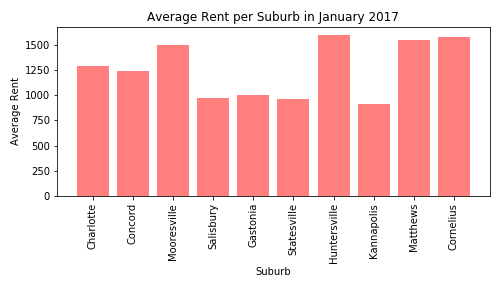 Average Rent per Suburb in January 2017
Average Rent
1500
1250
1000
750
500
250
0
Charlotte
Concord
Mooresville
Salisbury
Gastonia
Statesville
Huntersville
Kannapolis
Matthews
Cornelius
Suburb